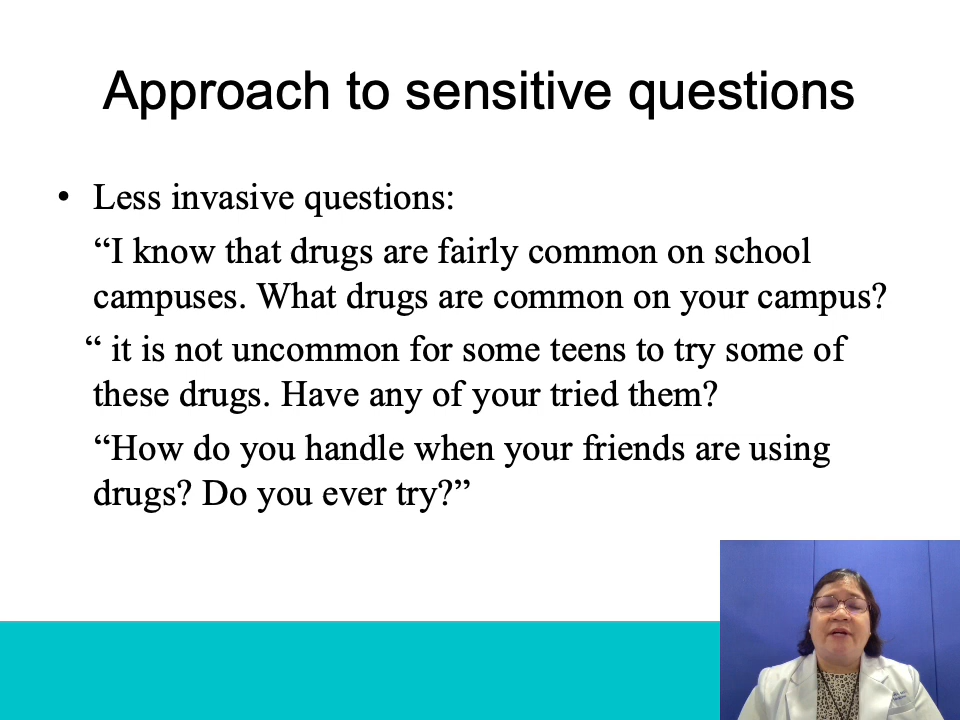 Approach to sensitive questions
• Less invasive questions:
“I know that drugs are fairly common on school
campuses. What drugs are common on your campus?
“ it is not uncommon for some teens to try some of
these drugs. Have any of your tried them?
“How do you handle when your friends are using
drugs? Do you ever try?”